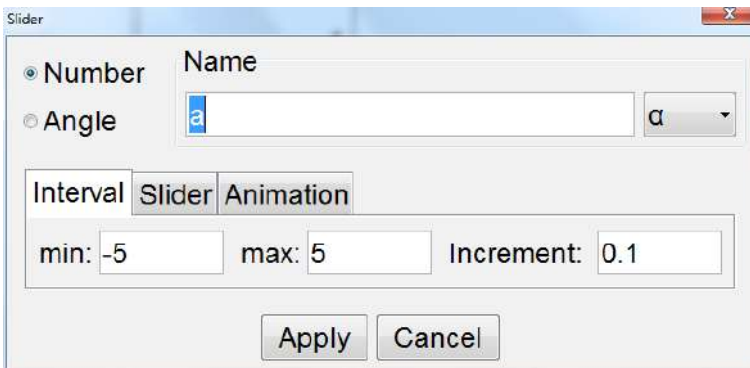 Slider
Number
Name
Angle
a
α
Interval Slider Animation
min: -5 max: 5 Increment: 0.1
Apply Cancel